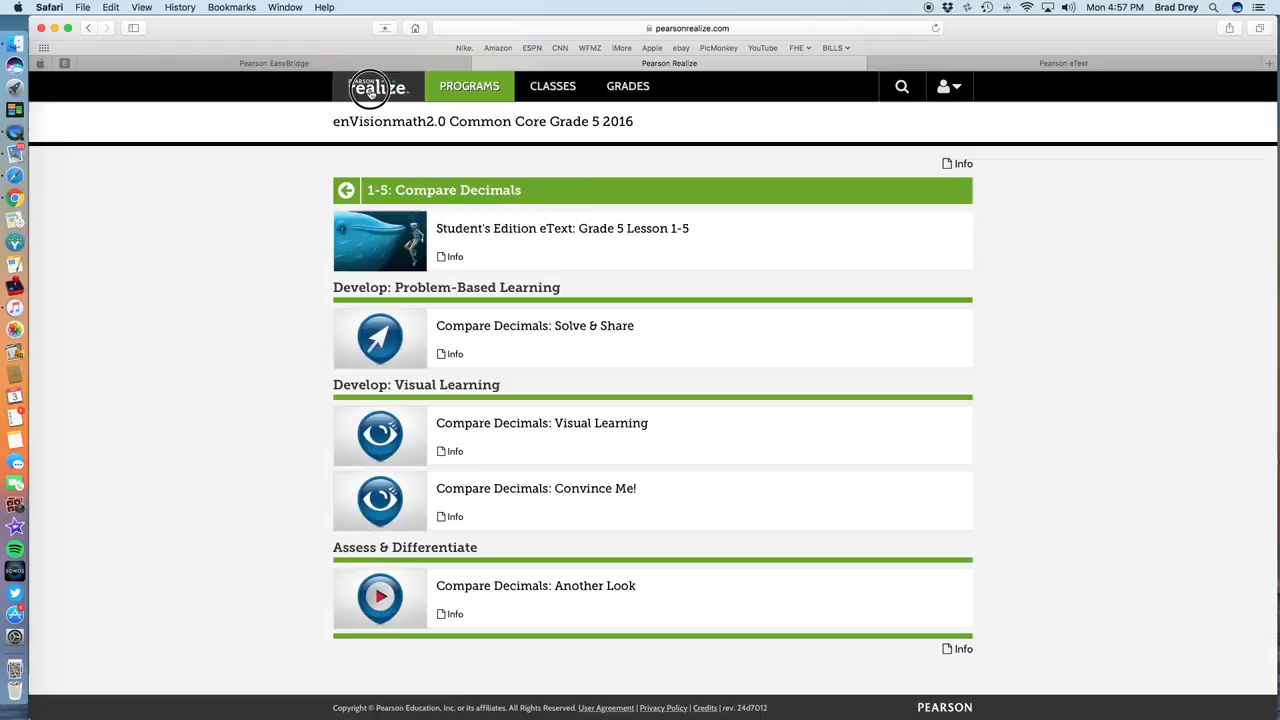 Safari File Edit View History Bookmarks Window Help
Mon 4:57 PM Brad Drey
pearsonrealize.com
Nike. Amazon ESPN CNN WFMZ iMore Apple ebay PicMonkey YouTube FHE BILLS
Pearson EasyBridge Pearson Realize Pearson eText
realize PROGRAMS CLASSES GRADES
enVisionmath2.0 Common Core Grade 5 2016
Info
1-5: Compare Decimals
Student's Edition eText: Grade 5 Lesson 1-5
Info
Develop: Problem-Based Learning
Compare Decimals: Solve & Share
Info
Develop: Visual Learning
Compare Decimals: Visual Learning
Info
Compare Decimals: Convince Me!
Info
Assess & Differentiate
Compare Decimals: Another Look
Info
Info
Copyright © Pearson Education, Inc. or its affiliates. All Rights Reserved. User Agreement | Privacy Policy | Credits | rev. 24d7012
PEARSON